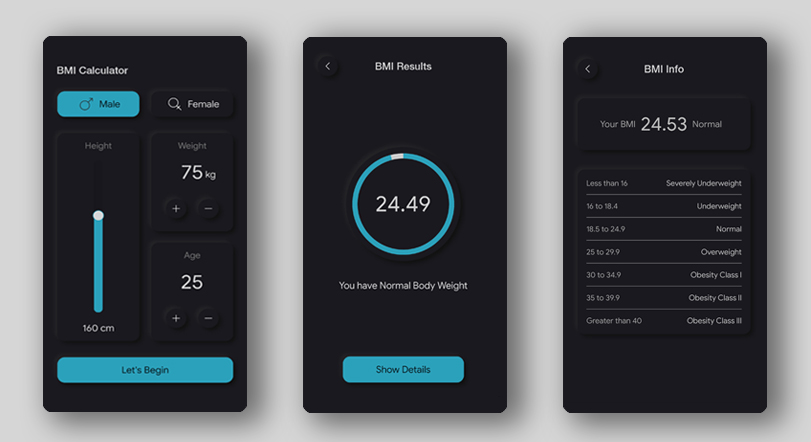 BMI Calculator
Male
Female
Height
160 cm
Weight
75 kg
+ −
Age
25
+ −
Let's Begin
BMI Results
24.49
You have Normal Body Weight
Show Details
BMI Info
Your BMI 24.53 Normal
Less than 16 Severely Underweight
16 to 18.4 Underweight
18.5 to 24.9 Normal
25 to 29.9 Overweight
30 to 34.9 Obesity Class I
35 to 39.9 Obesity Class II
Greater than 40 Obesity Class III